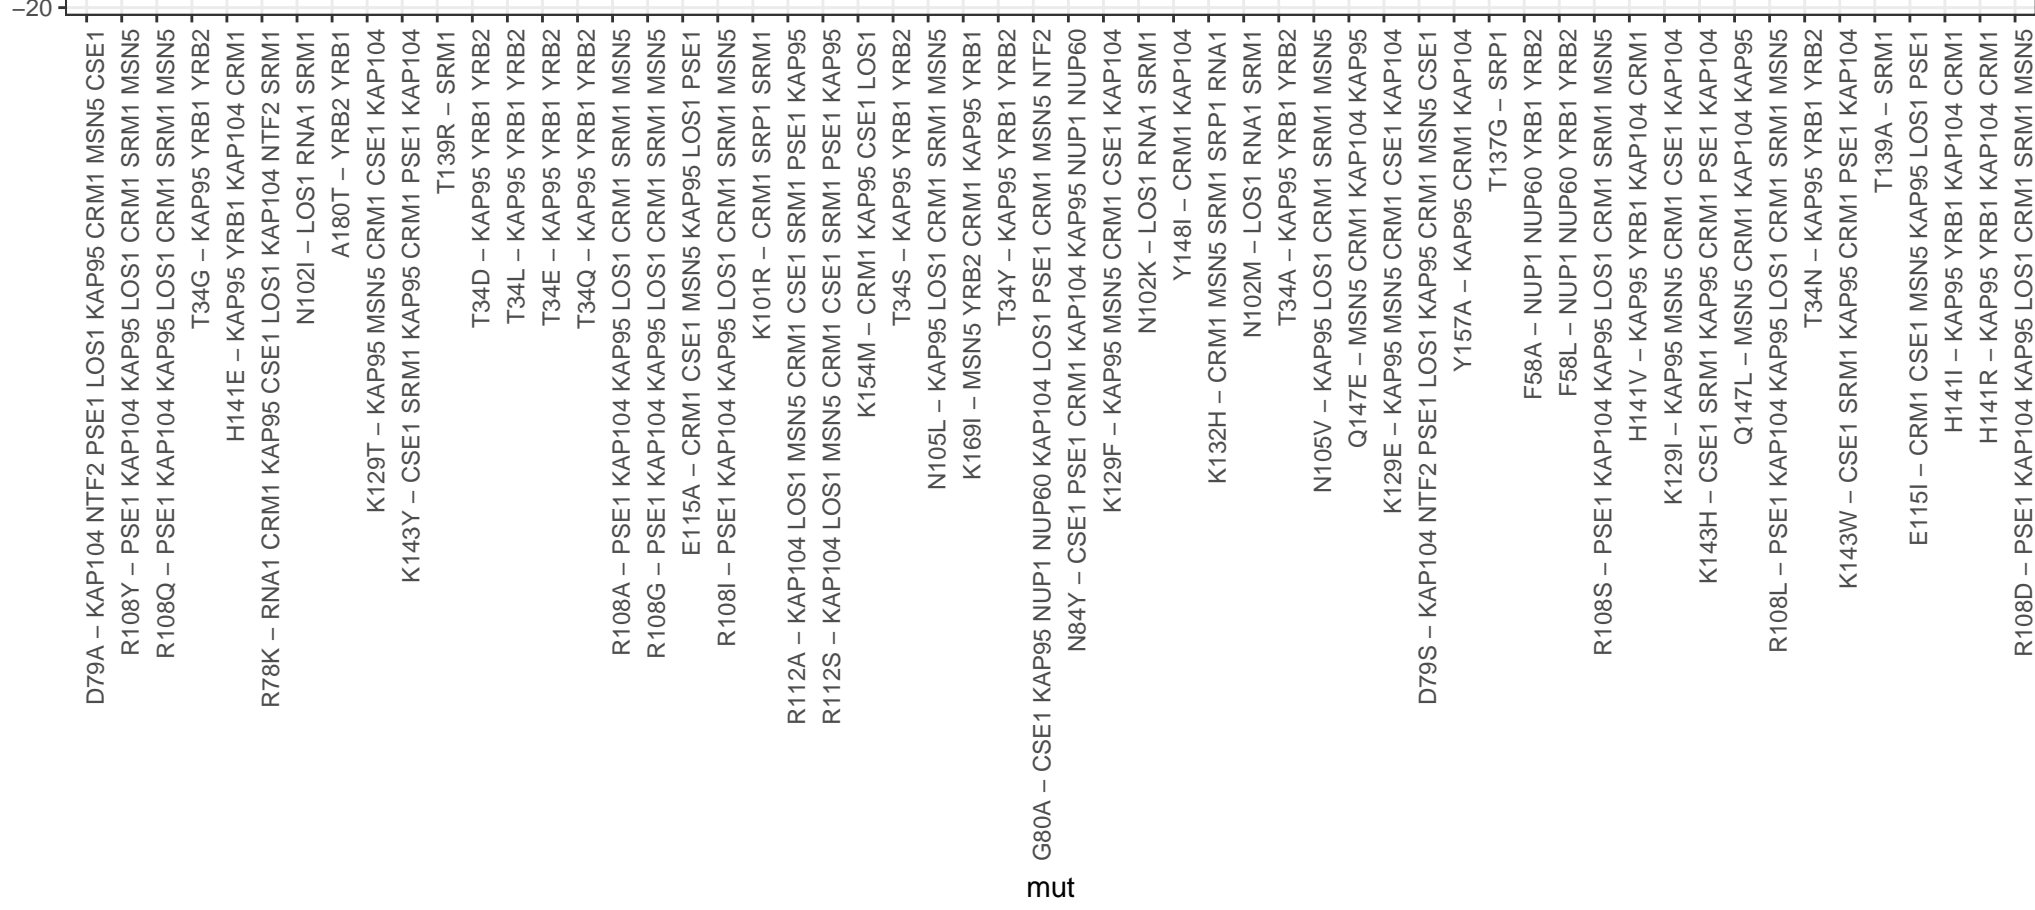 −20
D79A − KAP104 NTF2 PSE1 LOS1 KAP95 CRM1 MSN5 CSE1
R108Y − PSE1 KAP104 KAP95 LOS1 CRM1 SRM1 MSN5
R108Q − PSE1 KAP104 KAP95 LOS1 CRM1 SRM1 MSN5
T34G − KAP95 YRB1 YRB2
H141E − KAP95 YRB1 KAP104 CRM1
R78K − RNA1 CRM1 KAP95 CSE1 LOS1 KAP104 NTF2 SRM1
N102I − LOS1 RNA1 SRM1
A180T − YRB2 YRB1
K129T − KAP95 MSN5 CRM1 CSE1 KAP104
K143Y − CSE1 SRM1 KAP95 CRM1 PSE1 KAP104
T139R − SRM1
T34D − KAP95 YRB1 YRB2
T34L − KAP95 YRB1 YRB2
T34E − KAP95 YRB1 YRB2
T34Q − KAP95 YRB1 YRB2
R108A − PSE1 KAP104 KAP95 LOS1 CRM1 SRM1 MSN5
R108G − PSE1 KAP104 KAP95 LOS1 CRM1 SRM1 MSN5
E115A − CRM1 CSE1 MSN5 KAP95 LOS1 PSE1
R108I − PSE1 KAP104 KAP95 LOS1 CRM1 SRM1 MSN5
K101R − CRM1 SRP1 SRM1
R112A − KAP104 LOS1 MSN5 CRM1 CSE1 SRM1 PSE1 KAP95
R112S − KAP104 LOS1 MSN5 CRM1 CSE1 SRM1 PSE1 KAP95
K154M − CRM1 KAP95 CSE1 LOS1
T34S − KAP95 YRB1 YRB2
N105L − KAP95 LOS1 CRM1 SRM1 MSN5
K169I − MSN5 YRB2 CRM1 KAP95 YRB1
T34Y − KAP95 YRB1 YRB2
G80A − CSE1 KAP95 NUP1 NUP60 KAP104 LOS1 PSE1 CRM1 MSN5 NTF2
N84Y − CSE1 PSE1 CRM1 KAP104 KAP95 NUP1 NUP60
K129F − KAP95 MSN5 CRM1 CSE1 KAP104
N102K − LOS1 RNA1 SRM1
Y148I − CRM1 KAP104
K132H − CRM1 MSN5 SRM1 SRP1 RNA1
N102M − LOS1 RNA1 SRM1
T34A − KAP95 YRB1 YRB2
N105V − KAP95 LOS1 CRM1 SRM1 MSN5
Q147E − MSN5 CRM1 KAP104 KAP95
K129E − KAP95 MSN5 CRM1 CSE1 KAP104
D79S − KAP104 NTF2 PSE1 LOS1 KAP95 CRM1 MSN5 CSE1
Y157A − KAP95 CRM1 KAP104
T137G − SRP1
F58A − NUP1 NUP60 YRB1 YRB2
F58L − NUP1 NUP60 YRB1 YRB2
R108S − PSE1 KAP104 KAP95 LOS1 CRM1 SRM1 MSN5
H141V − KAP95 YRB1 KAP104 CRM1
K129I − KAP95 MSN5 CRM1 CSE1 KAP104
K143H − CSE1 SRM1 KAP95 CRM1 PSE1 KAP104
Q147L − MSN5 CRM1 KAP104 KAP95
R108L − PSE1 KAP104 KAP95 LOS1 CRM1 SRM1 MSN5
T34N − KAP95 YRB1 YRB2
K143W − CSE1 SRM1 KAP95 CRM1 PSE1 KAP104
T139A − SRM1
E115I − CRM1 CSE1 MSN5 KAP95 LOS1 PSE1
H141I − KAP95 YRB1 KAP104 CRM1
H141R − KAP95 YRB1 KAP104 CRM1
R108D − PSE1 KAP104 KAP95 LOS1 CRM1 SRM1 MSN5
mut